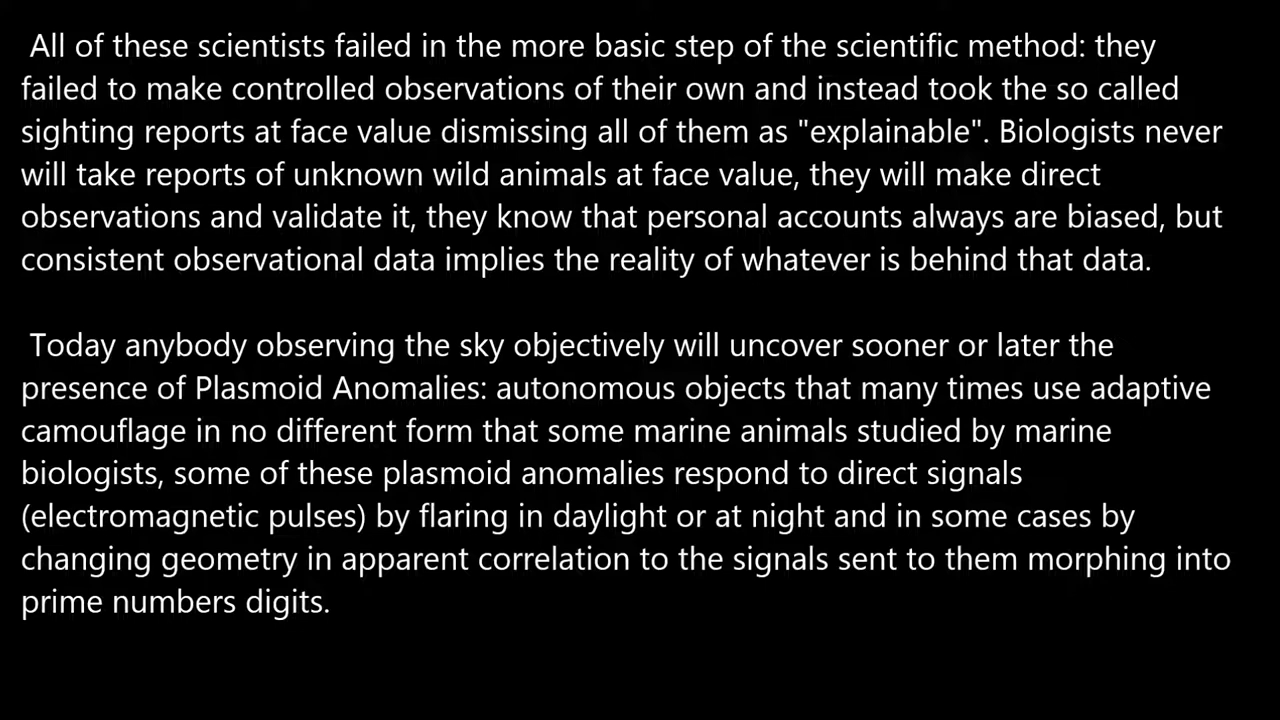 All of these scientists failed in the more basic step of the scientific method: they
failed to make controlled observations of their own and instead took the so called
sighting reports at face value dismissing all of them as "explainable". Biologists never
will take reports of unknown wild animals at face value, they will make direct
observations and validate it, they know that personal accounts always are biased, but
consistent observational data implies the reality of whatever is behind that data.
Today anybody observing the sky objectively will uncover sooner or later the
presence of Plasmoid Anomalies: autonomous objects that many times use adaptive
camouflage in no different form that some marine animals studied by marine
biologists, some of these plasmoid anomalies respond to direct signals
(electromagnetic pulses) by flaring in daylight or at night and in some cases by
changing geometry in apparent correlation to the signals sent to them morphing into
prime numbers digits.